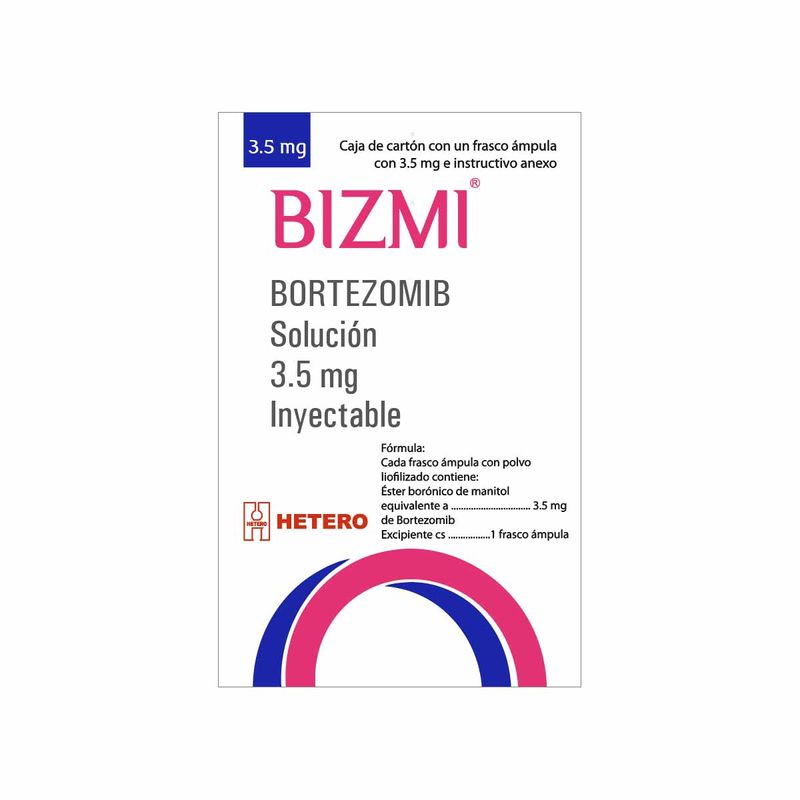 3.5 mg
Caja de cartón con un frasco ámpula
con 3.5 mg e instructivo anexo
BIZMI®
BORTEZOMIB
Solución
3.5 mg
Inyectable
Fórmula:
Cada frasco ámpula con polvo
liofilizado contiene:
Éster borónico de manitol
equivalente a ................................ 3.5 mg
de Bortezomib
Excipiente cs .................1 frasco ámpula
HETERO
HETERO